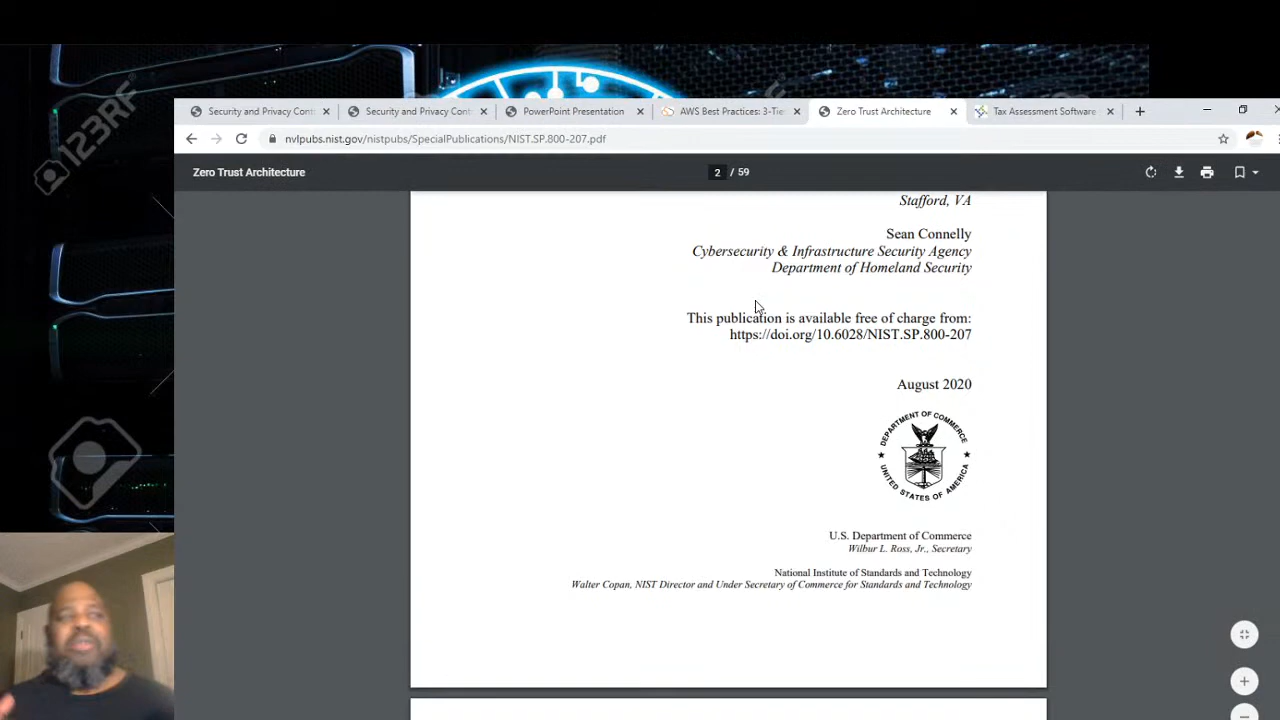 123RF
Security and Privacy Cont
Security and Privacy Cont
PowerPoint Presentation
AWS Best Practices: 3-Tie
Zero Trust Architecture
Tax Assessment Software
nvlpubs.nist.gov/nistpubs/SpecialPublications/NIST.SP.800-207.pdf
Zero Trust Architecture
2 / 59
Stafford, VA
Sean Connelly
Cybersecurity & Infrastructure Security Agency
Department of Homeland Security
This publication is available free of charge from:
https://doi.org/10.6028/NIST.SP.800-207
August 2020
DEPARTMENT OF COMMERCE
UNITED STATES OF AMERICA
U.S. Department of Commerce
Wilbur L. Ross, Jr., Secretary
National Institute of Standards and Technology
Walter Copan, NIST Director and Under Secretary of Commerce for Standards and Technology